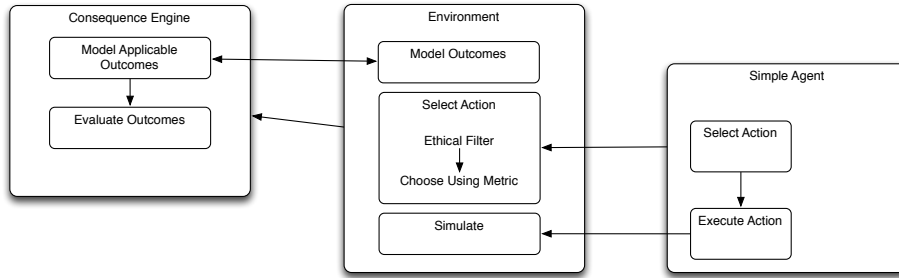 Consequence Engine
Model Applicable
Outcomes
Evaluate Outcomes
Environment
Model Outcomes
Select Action
Ethical Filter
Choose Using Metric
Simulate
Simple Agent
Select Action
Execute Action